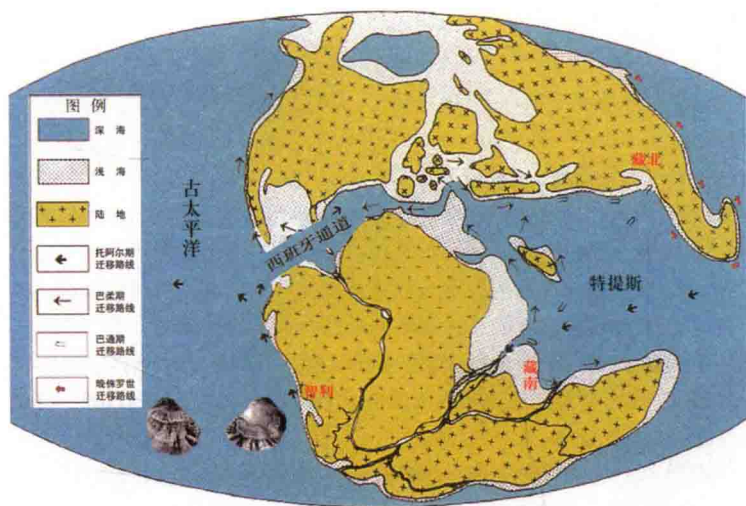 图例
深海
浅海
陆地
托阿尔期
迁移路线
巴柔期
迁移路线
巴通期
迁移路线
晚侏罗世
迁移路线
古太平洋
西班牙通道
特提斯
藏北
藏南
智利